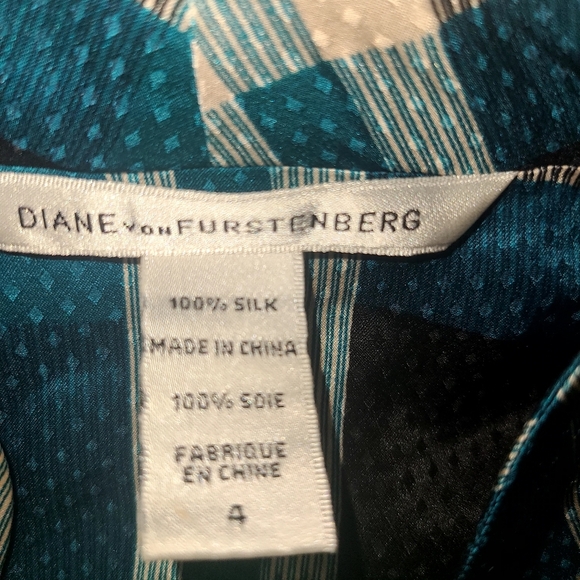 DIANE VON FURSTENBERG
100% SILK
MADE IN CHINA
100% SOIE
FABRIQUE
EN CHINE
4